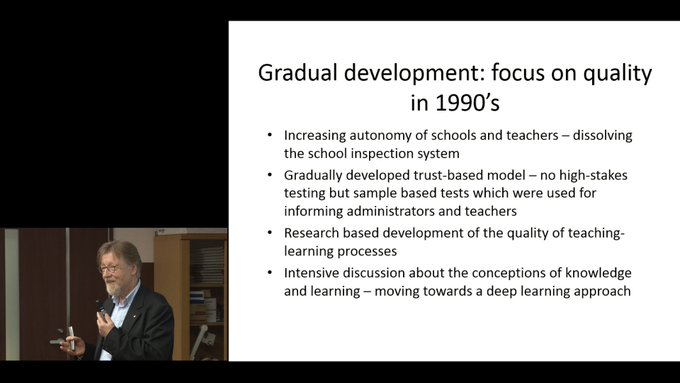 Gradual development: focus on quality
in 1990’s
• Increasing autonomy of schools and teachers – dissolving
the school inspection system
• Gradually developed trust-based model – no high-stakes
testing but sample based tests which were used for
informing administrators and teachers
• Research based development of the quality of teaching-
learning processes
• Intensive discussion about the conceptions of knowledge
and learning – moving towards a deep learning approach